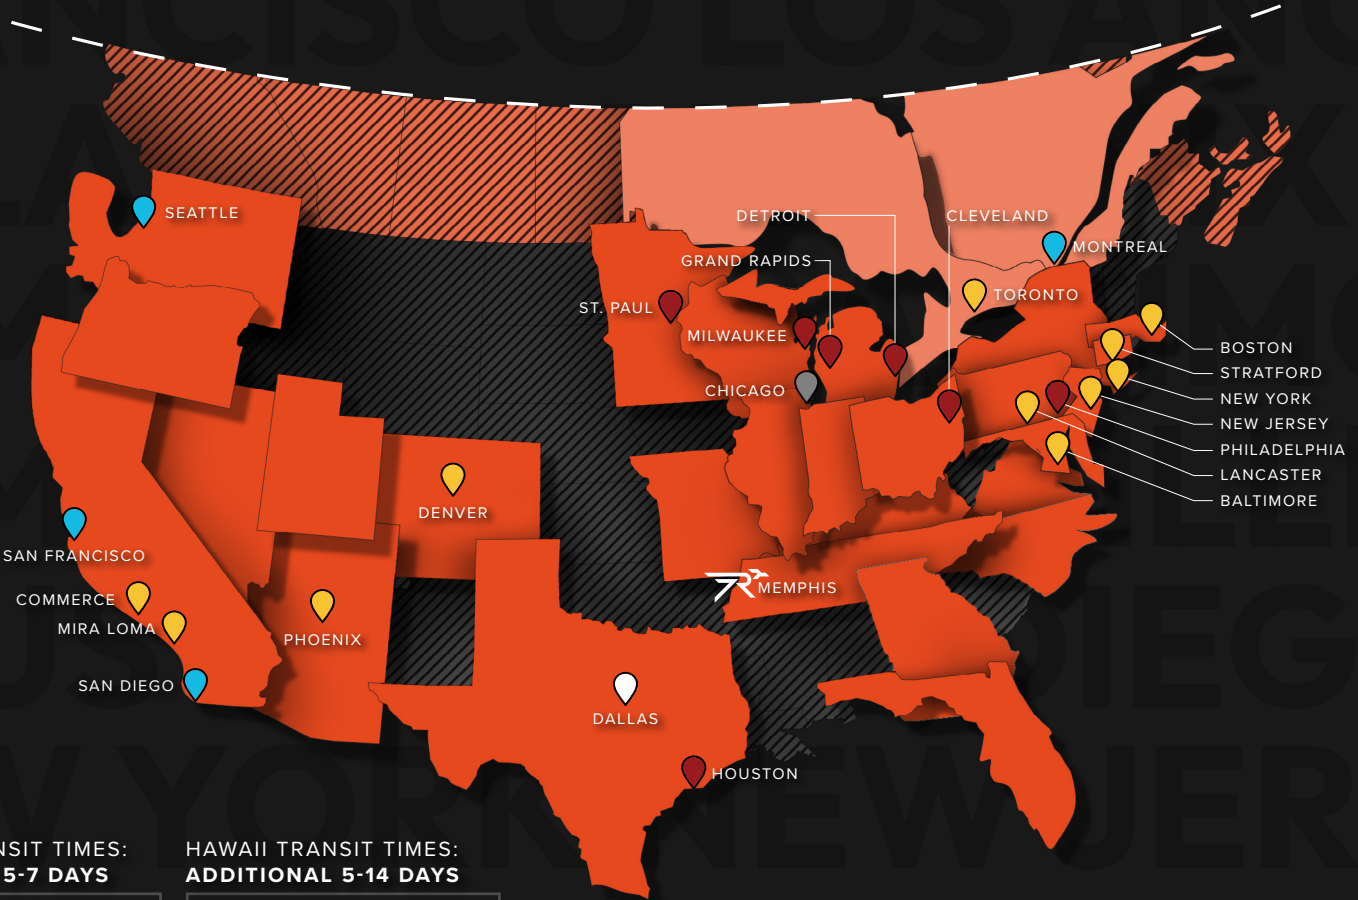 SEATTLE
DETROIT
CLEVELAND
MONTREAL
GRAND RAPIDS
TORONTO
ST. PAUL
MILWAUKEE
BOSTON
STRATFORD
CHICAGO
NEW YORK
NEW JERSEY
PHILADELPHIA
LANCASTER
BALTIMORE
DENVER
SAN FRANCISCO
COMMERCE
MEMPHIS
MIRA LOMA
PHOENIX
SAN DIEGO
DALLAS
HOUSTON
NSIT TIMES:
5-7 DAYS
HAWAII TRANSIT TIMES:
ADDITIONAL 5-14 DAYS